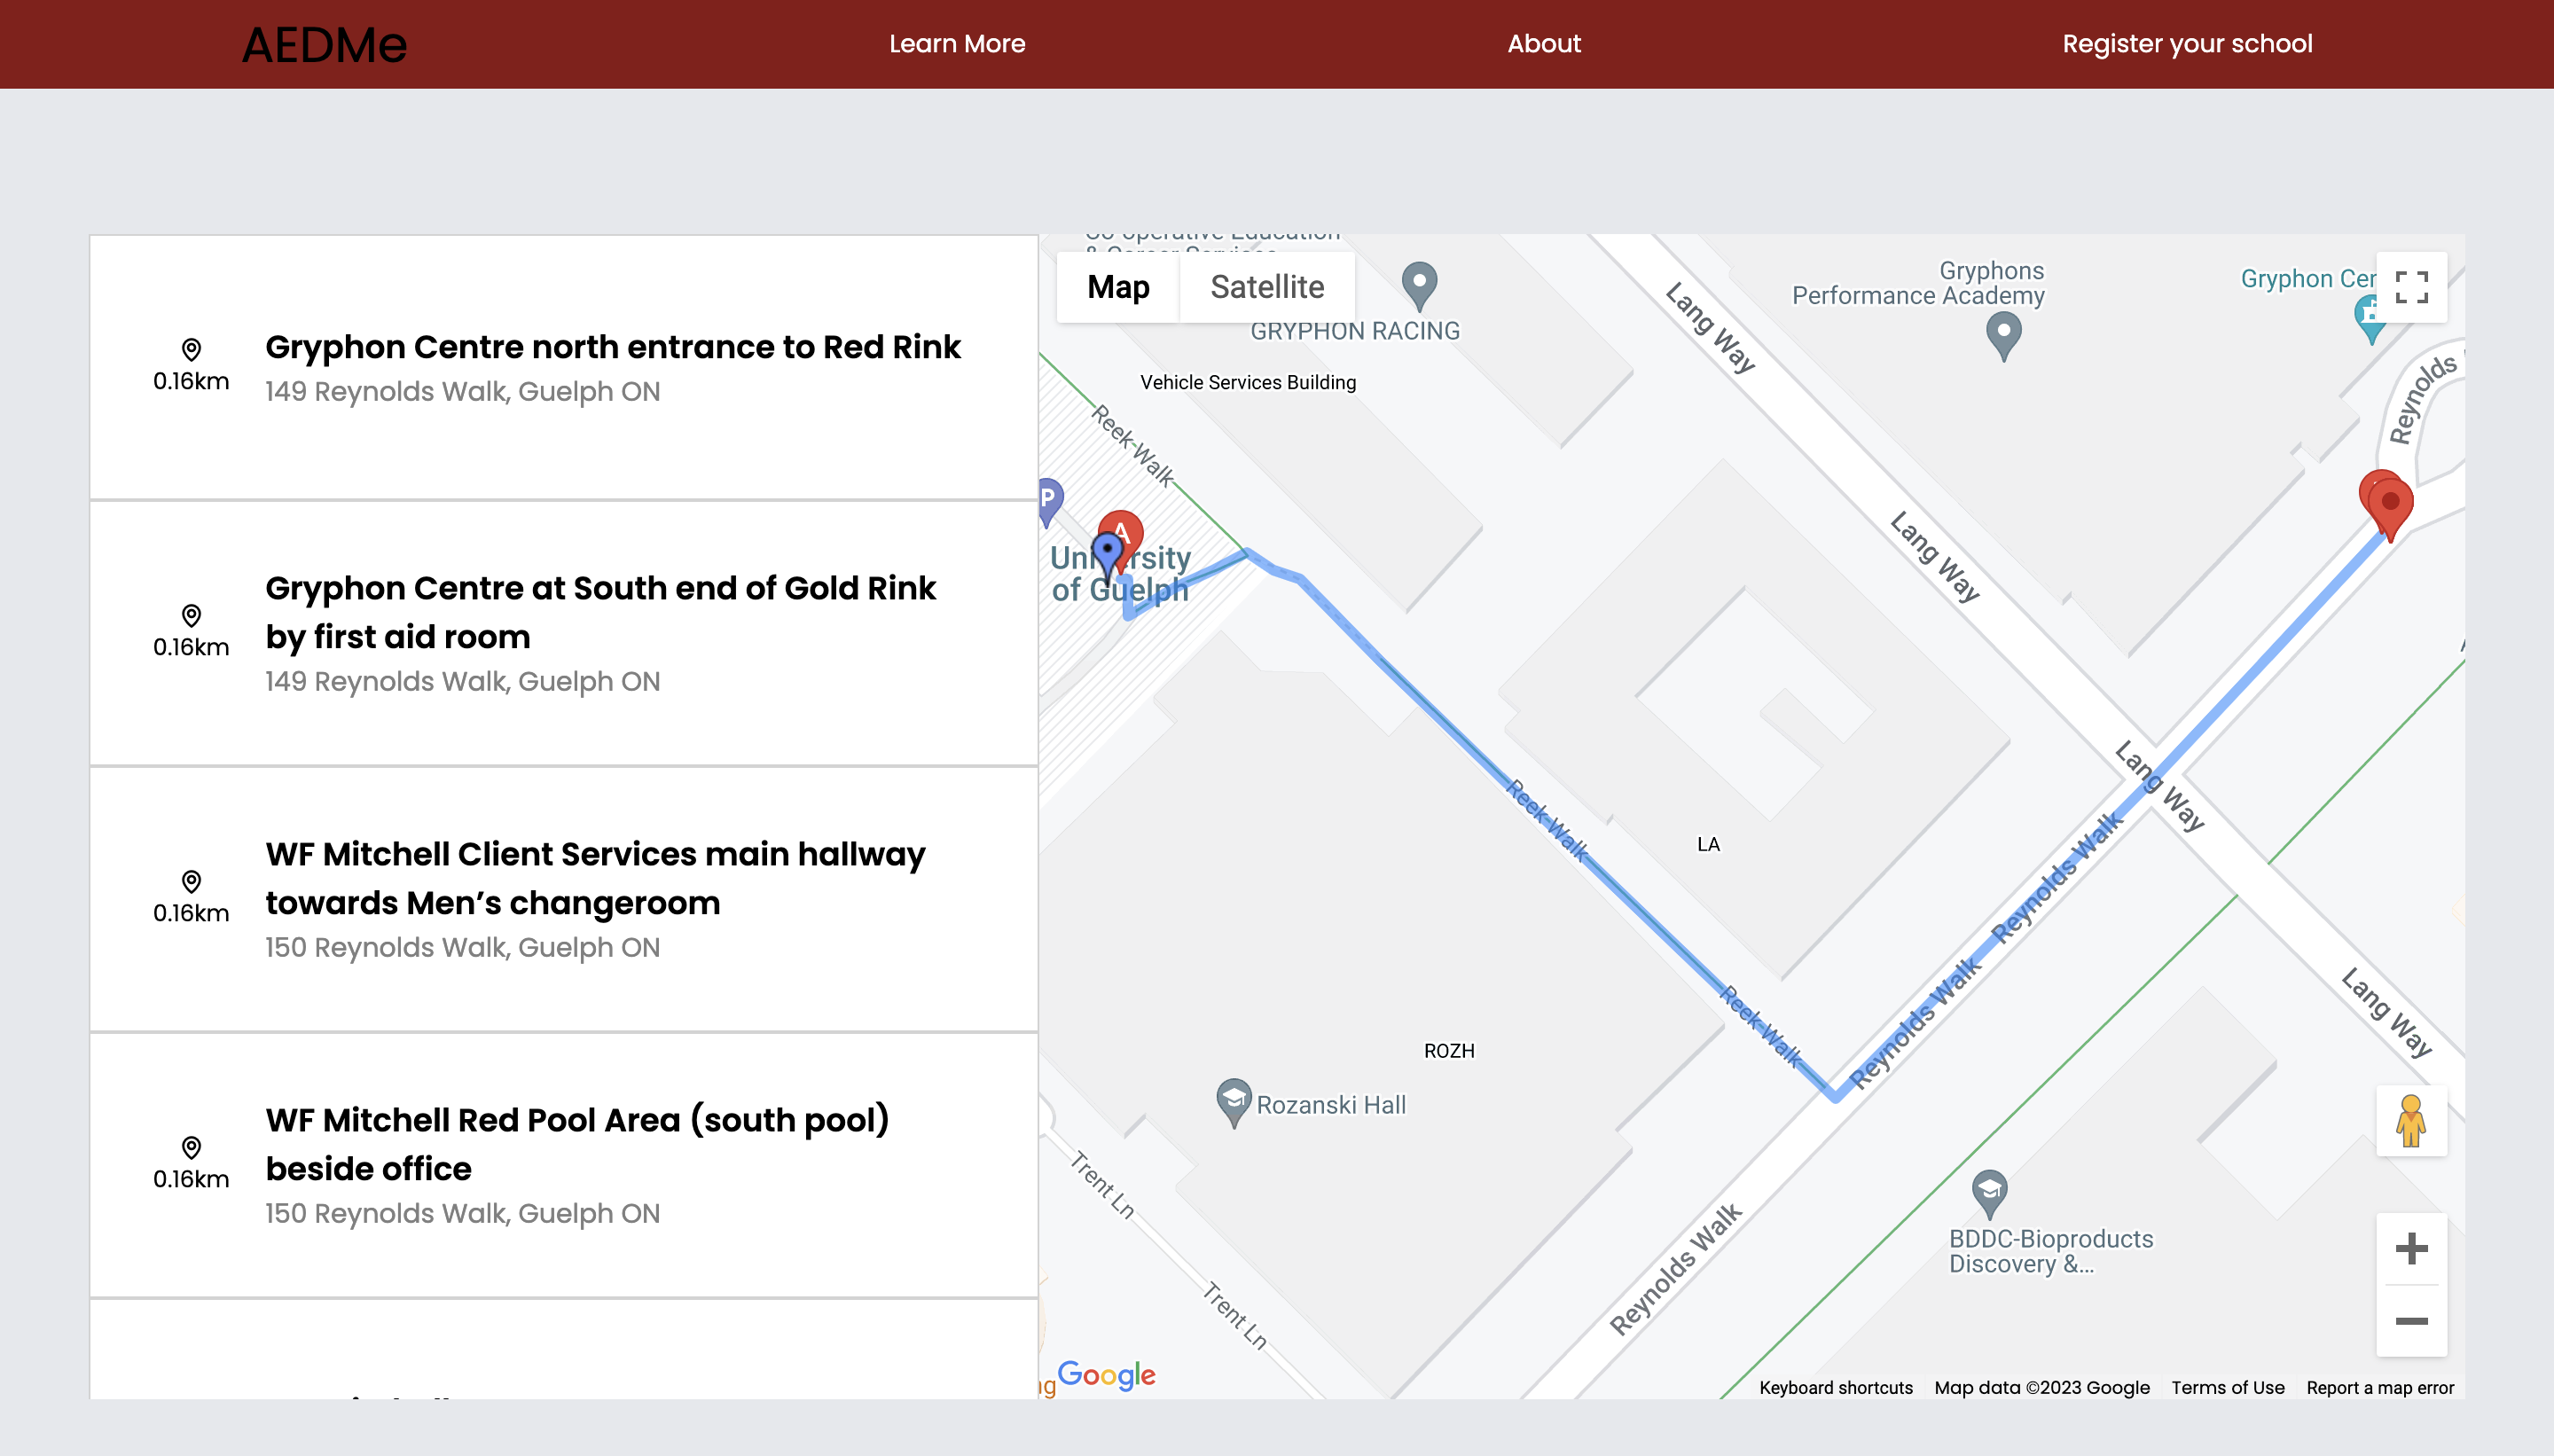 AEDMe
Learn More
About
Register your school
0.16km
Gryphon Centre north entrance to Red Rink
149 Reynolds Walk, Guelph ON
0.16km
Gryphon Centre at South end of Gold Rink
by first aid room
149 Reynolds Walk, Guelph ON
0.16km
WF Mitchell Client Services main hallway
towards Men’s changeroom
150 Reynolds Walk, Guelph ON
0.16km
WF Mitchell Red Pool Area (south pool)
beside office
150 Reynolds Walk, Guelph ON
Co-operative Education
& Career Services
Map
Satellite
GRYPHON RACING
Vehicle Services Building
Reek Walk
P
A
University
of Guelph
Lang Way
Gryphons
Performance Academy
Gryphon Cen
Reynolds
Lang Way
Lang Way
Lang Way
Reek Walk
LA
Reynolds Walk
Reek Walk
Reynolds Walk
ROZH
Rozanski Hall
Trent Ln
Trent Ln
Reynolds Walk
BDDC-Bioproducts
Discovery &...
ng
Google
Keyboard shortcuts
Map data ©2023 Google
Terms of Use
Report a map error